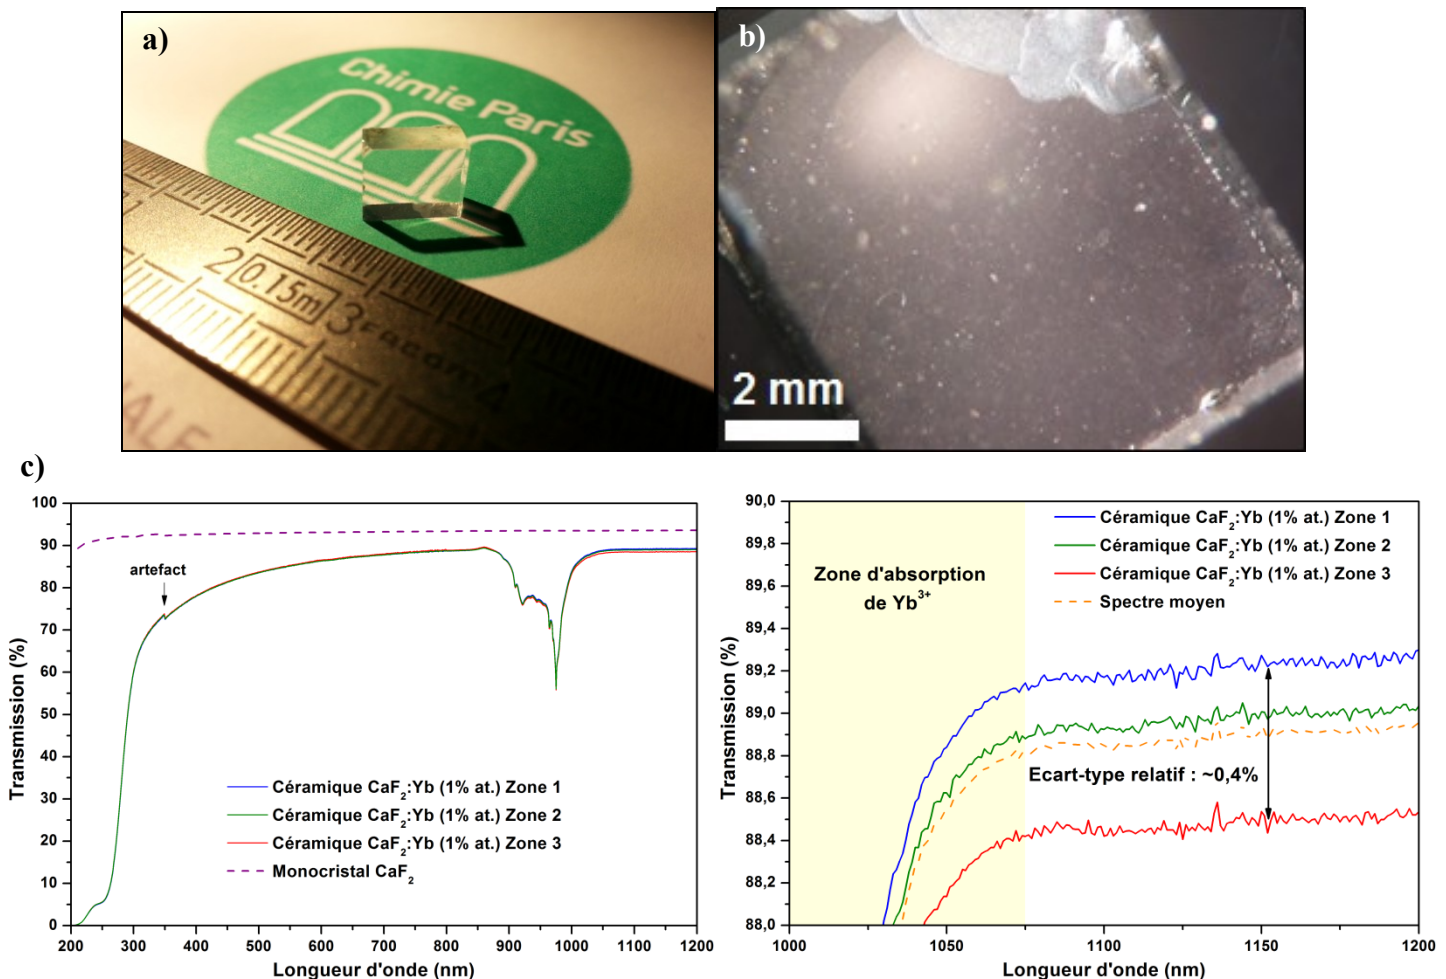 a)
Chimie Paris
2
0.15m
3
Facom
4
ALE
b)
2 mm
c)
100
90
80
70
60
50
40
30
20
10
0
Transmission (%)
artefact
Céramique CaF₂:Yb (1% at.) Zone 1
Céramique CaF₂:Yb (1% at.) Zone 2
Céramique CaF₂:Yb (1% at.) Zone 3
Monocristal CaF₂
200 300 400 500 600 700 800 900 1000 1100 1200
Longueur d'onde (nm)
90,0
89,8
89,6
89,4
89,2
89,0
88,8
88,6
88,4
88,2
88,0
Transmission (%)
Zone d'absorption
de Yb³⁺
Céramique CaF₂:Yb (1% at.) Zone 1
Céramique CaF₂:Yb (1% at.) Zone 2
Céramique CaF₂:Yb (1% at.) Zone 3
Spectre moyen
Ecart-type relatif : ~0,4%
1000 1050 1100 1150 1200
Longueur d'onde (nm)